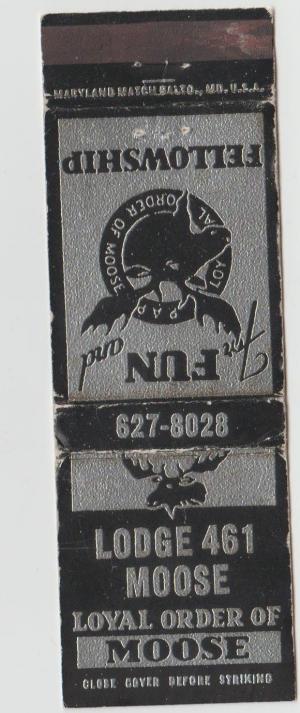 MARYLAND MATCH BALTO., MD. U.S.A.
For
FUN
and
FELLOWSHIP
LOYAL ORDER OF MOOSE
P A P
627-8028
LODGE 461
MOOSE
LOYAL ORDER OF
MOOSE
CLOSE COVER BEFORE STRIKING